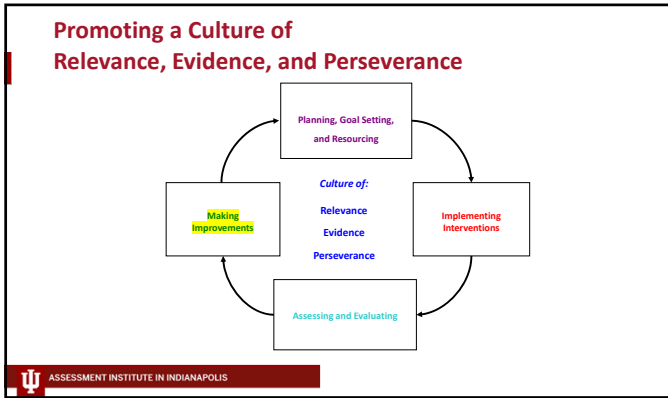 Promoting a Culture of
Relevance, Evidence, and Perseverance
Planning, Goal Setting,
and Resourcing
Culture of:
Relevance
Evidence
Perseverance
Making
Improvements
Implementing
Interventions
Assessing and Evaluating
ASSESSMENT INSTITUTE IN INDIANAPOLIS